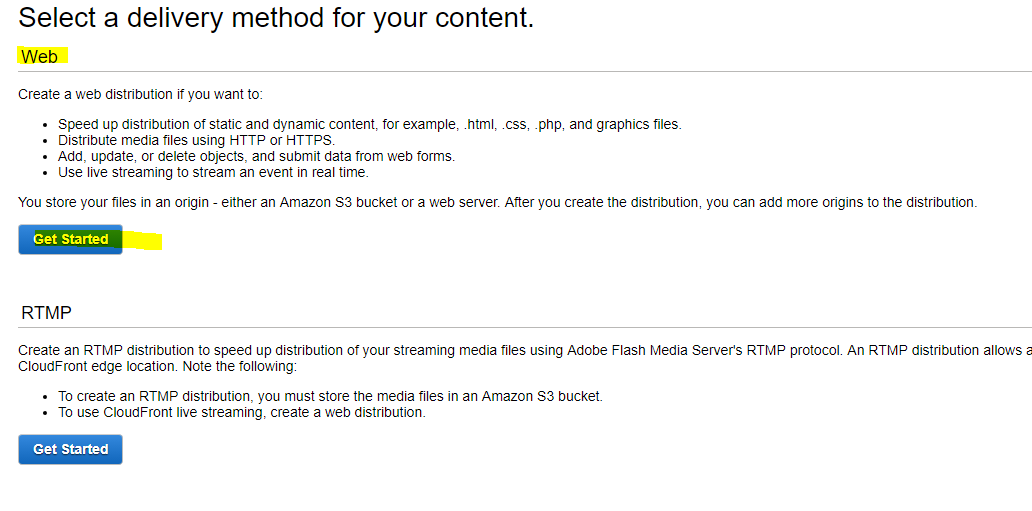 Select a delivery method for your content.
Web
Create a web distribution if you want to:
• Speed up distribution of static and dynamic content, for example, .html, .css, .php, and graphics files.
• Distribute media files using HTTP or HTTPS.
• Add, update, or delete objects, and submit data from web forms.
• Use live streaming to stream an event in real time.
You store your files in an origin - either an Amazon S3 bucket or a web server. After you create the distribution, you can add more origins to the distribution.
Get Started
RTMP
Create an RTMP distribution to speed up distribution of your streaming media files using Adobe Flash Media Server's RTMP protocol. An RTMP distribution allows a
CloudFront edge location. Note the following:
• To create an RTMP distribution, you must store the media files in an Amazon S3 bucket.
• To use CloudFront live streaming, create a web distribution.
Get Started